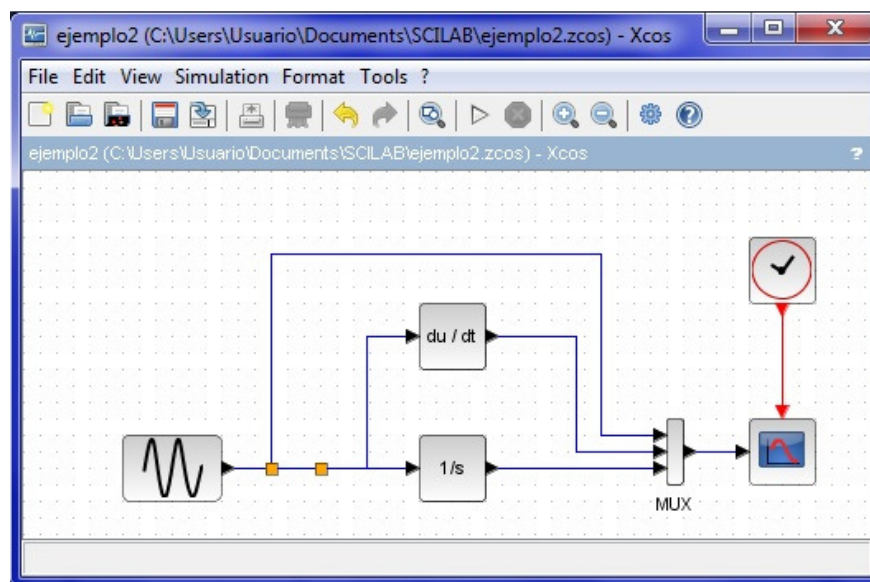 ejemplo2 (C:\Users\Usuario\Documents\SCILAB\ejemplo2.zcos) - Xcos
File Edit View Simulation Format Tools ?
ejemplo2 (C:\Users\Usuario\Documents\SCILAB\ejemplo2.zcos) - Xcos ?
du / dt
1/s
MUX